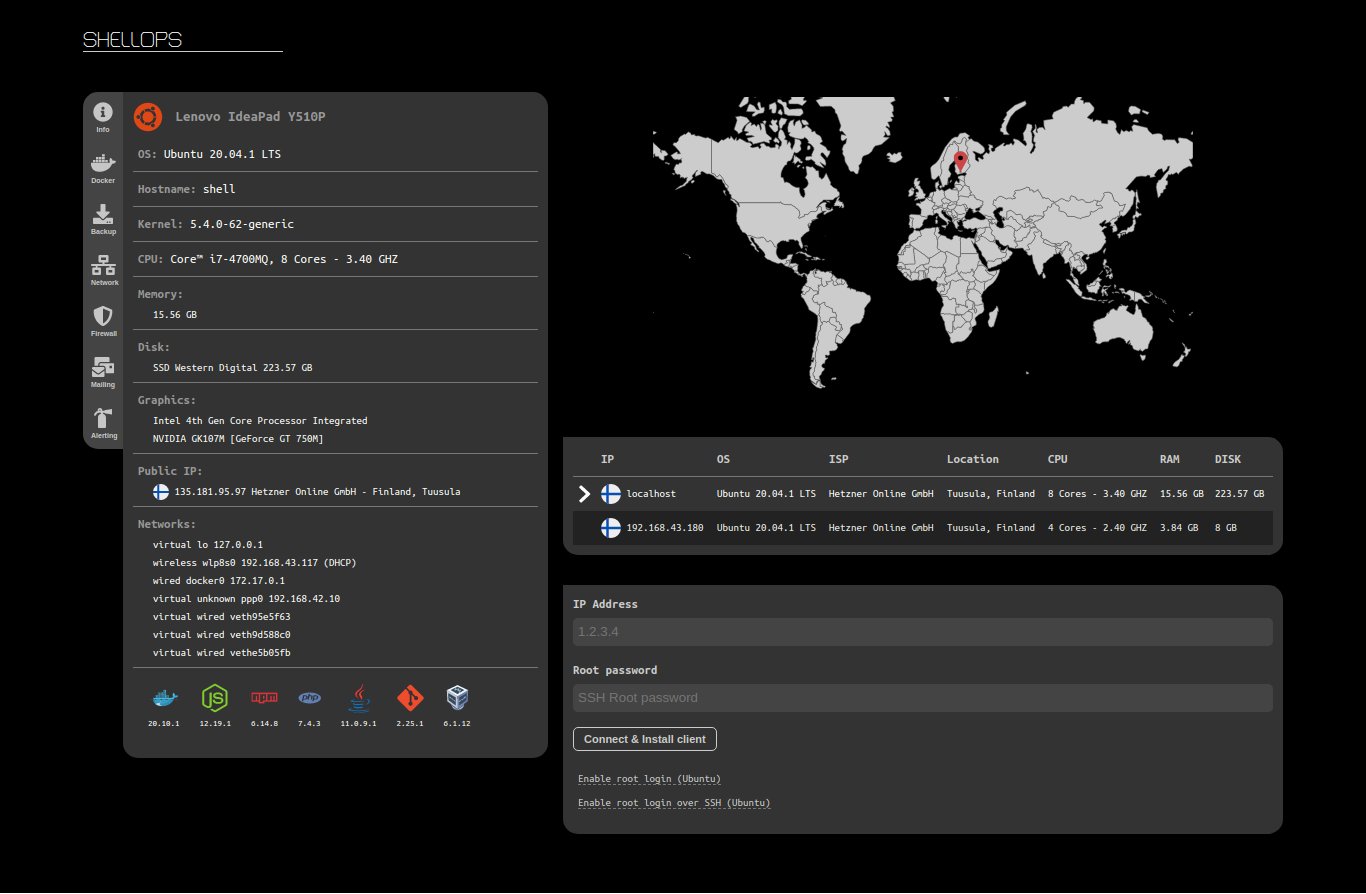 SHELLOPS
Info
Docker
Backup
Network
Firewall
Mailing
Alerting
Lenovo IdeaPad Y510P
OS: Ubuntu 20.04.1 LTS
Hostname: shell
Kernel: 5.4.0-62-generic
CPU: Core™ i7-4700MQ, 8 Cores - 3.40 GHZ
Memory:
15.56 GB
Disk:
SSD Western Digital 223.57 GB
Graphics:
Intel 4th Gen Core Processor Integrated
NVIDIA GK107M [GeForce GT 750M]
Public IP:
135.181.95.97 Hetzner Online GmbH - Finland, Tuusula
Networks:
virtual lo 127.0.0.1
wireless wlp8s0 192.168.43.117 (DHCP)
wired docker0 172.17.0.1
virtual unknown ppp0 192.168.42.10
virtual wired veth95e5f63
virtual wired veth9d588c0
virtual wired vethe5b05fb
JS npm php
20.10.1 12.19.1 6.14.8 7.4.3 11.0.9.1 2.25.1 6.1.12
IP OS ISP Location CPU RAM DISK
localhost Ubuntu 20.04.1 LTS Hetzner Online GmbH Tuusula, Finland 8 Cores - 3.40 GHZ 15.56 GB 223.57 GB
192.168.43.180 Ubuntu 20.04.1 LTS Hetzner Online GmbH Tuusula, Finland 4 Cores - 2.40 GHZ 3.84 GB 8 GB
IP Address
1.2.3.4
Root password
SSH Root password
Connect & Install client
Enable root login (Ubuntu)
Enable root login over SSH (Ubuntu)